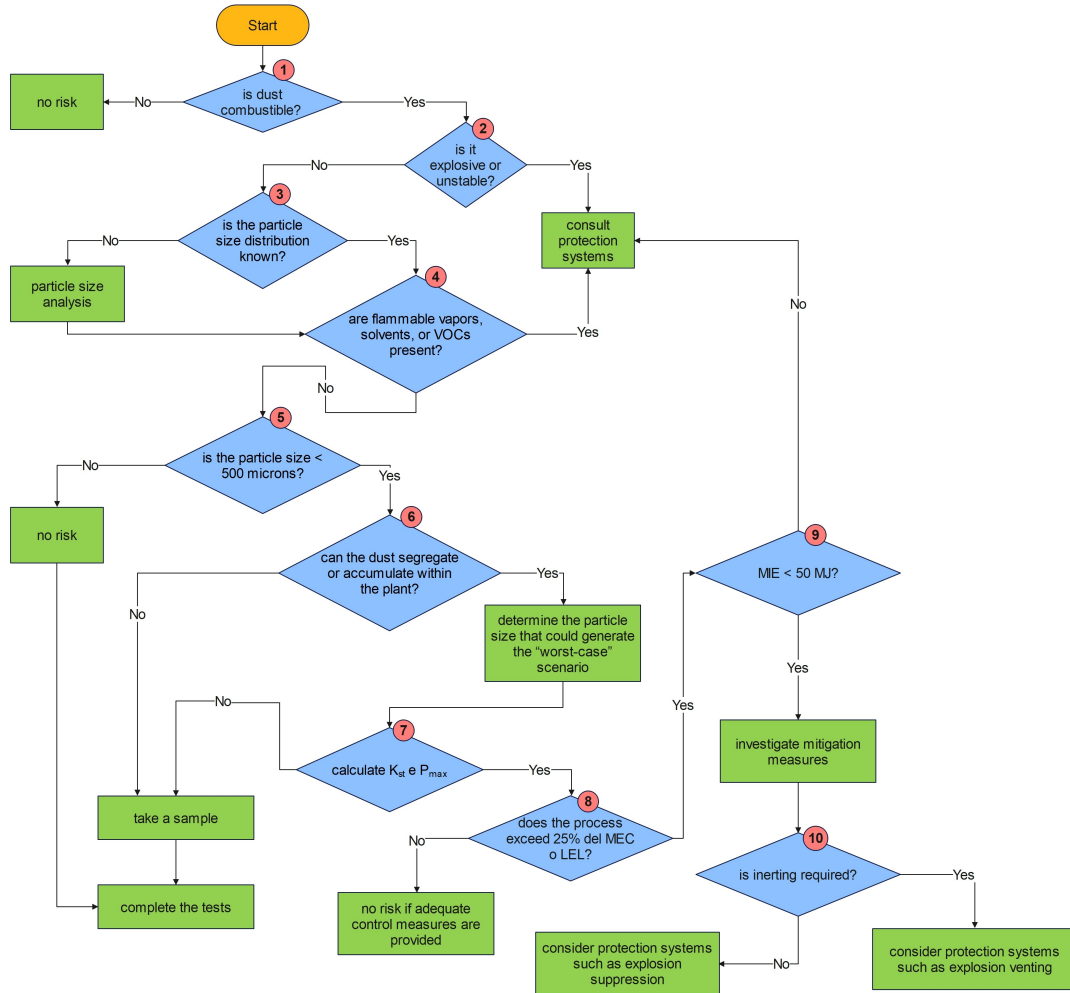 Start
1
is dust
combustible?
No
no risk
Yes
2
is it
explosive or
unstable?
No
Yes
3
is the particle
size distribution
known?
consult
protection
systems
No
Yes
particle size
analysis
4
are flammable vapors,
solvents, or VOCs
present?
Yes
No
No
5
is the particle size <
500 microns?
No
Yes
no risk
6
can the dust segregate
or accumulate within
the plant?
Yes
No
determine the particle
size that could generate
the “worst-case”
scenario
9
MIE < 50 MJ?
Yes
No
Yes
7
calculate Kst e Pmax
Yes
investigate mitigation
measures
take a sample
8
does the process
exceed 25% del MEC
o LEL?
No
complete the tests
no risk if adequate
control measures are
provided
10
is inerting required?
Yes
No
consider protection systems
such as explosion
suppression
consider protection systems
such as explosion venting